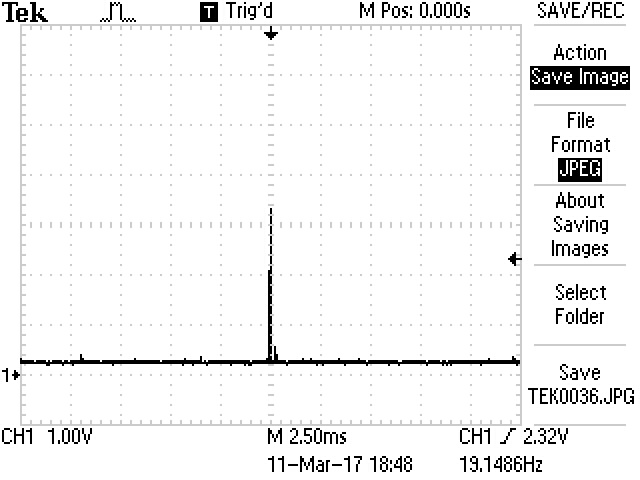 Tek T Trig'd M Pos: 0.000s SAVE/REC
Action
Save Image
File
Format
JPEG
About
Saving
Images
Select
Folder
1
Save
TEK0036.JPG
CH1 1.00V M 2.50ms CH1 2.32V
11-Mar-17 18:48 19.1486Hz